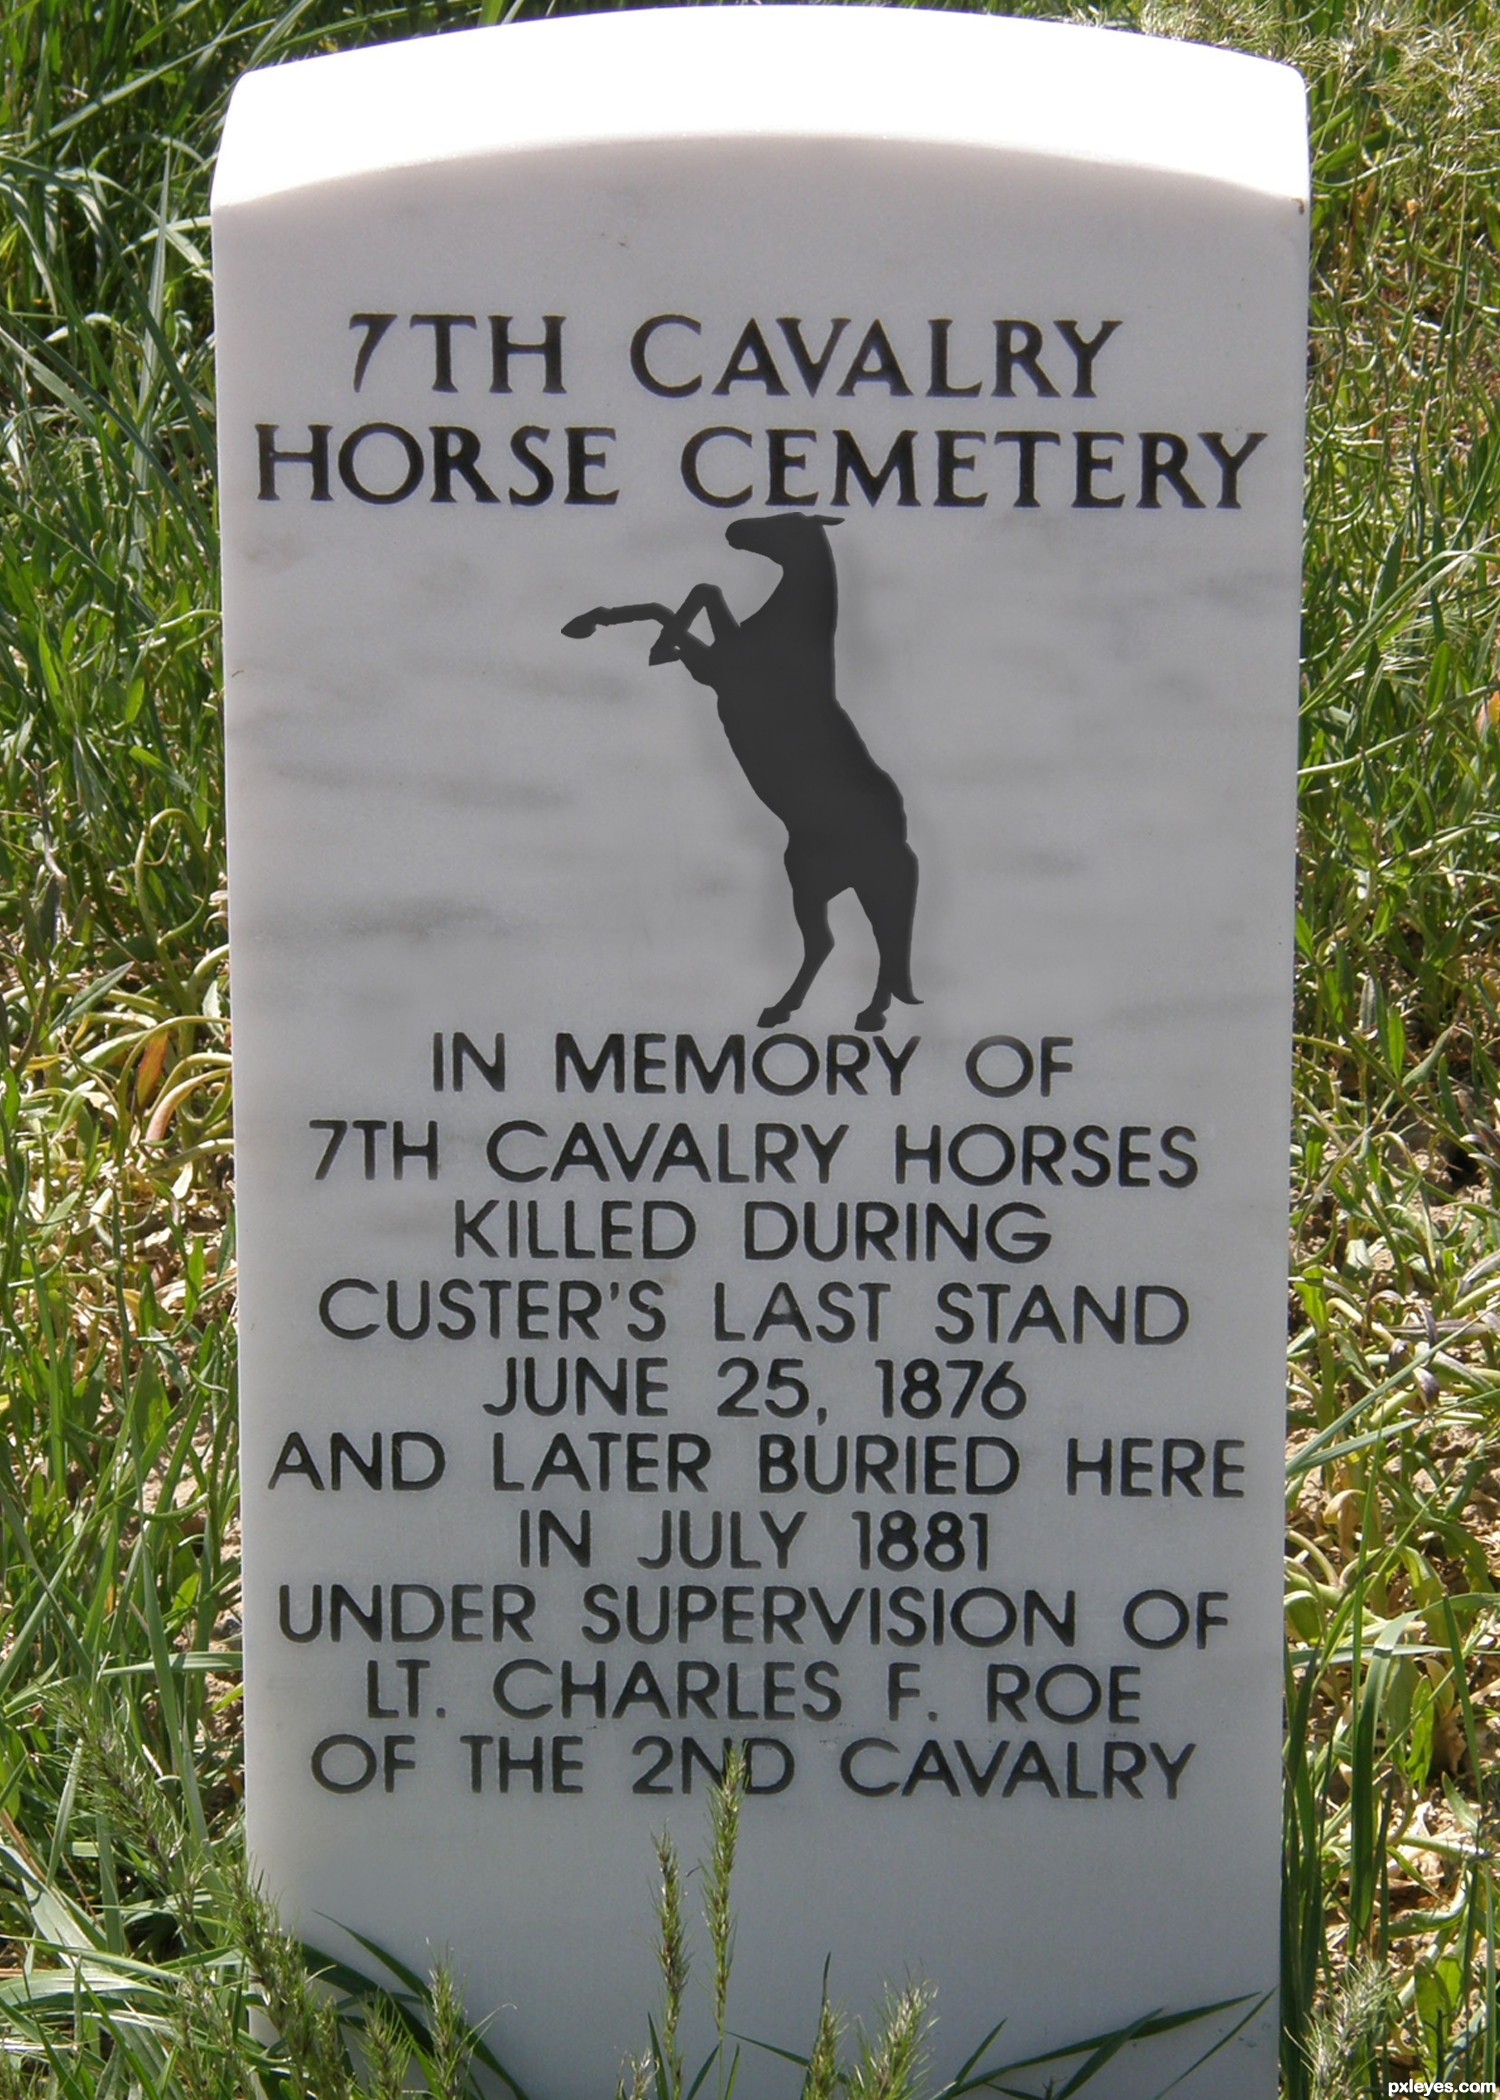 7TH CAVALRY
HORSE CEMETERY
IN MEMORY OF
7TH CAVALRY HORSES
KILLED DURING
CUSTER'S LAST STAND
JUNE 25, 1876
AND LATER BURIED HERE
IN JULY 1881
UNDER SUPERVISION OF
LT. CHARLES F. ROE
OF THE 2ND CAVALRY
pxleyes.com